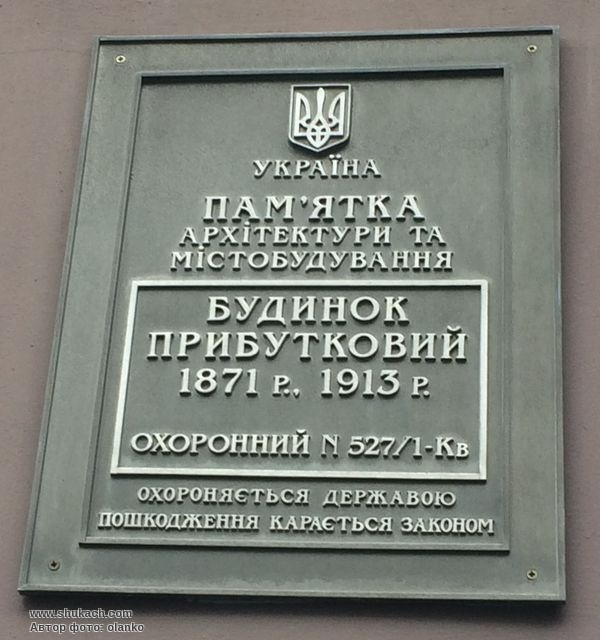 УКРАЇНА
ПАМ'ЯТКА
АРХІТЕКТУРИ ТА
МІСТОБУДУВАННЯ
БУДИНОК
ПРИБУТКОВИЙ
1871 р., 1913 р.
ОХОРОННИЙ N 527/1-Кв
ОХОРОНЯЄТЬСЯ ДЕРЖАВОЮ
ПОШКОДЖЕННЯ КАРАЄТЬСЯ ЗАКОНОМ
www.shukach.com
Автор фото: olanko